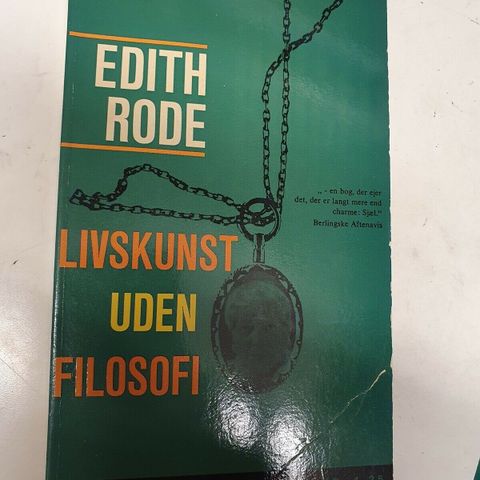 EDITH
RODE
„ - en bog, der ejer
det, der er langt mere end
charme: Sjæl."
Berlingske Aftenavis
LIVSKUNST
UDEN
FILOSOFI